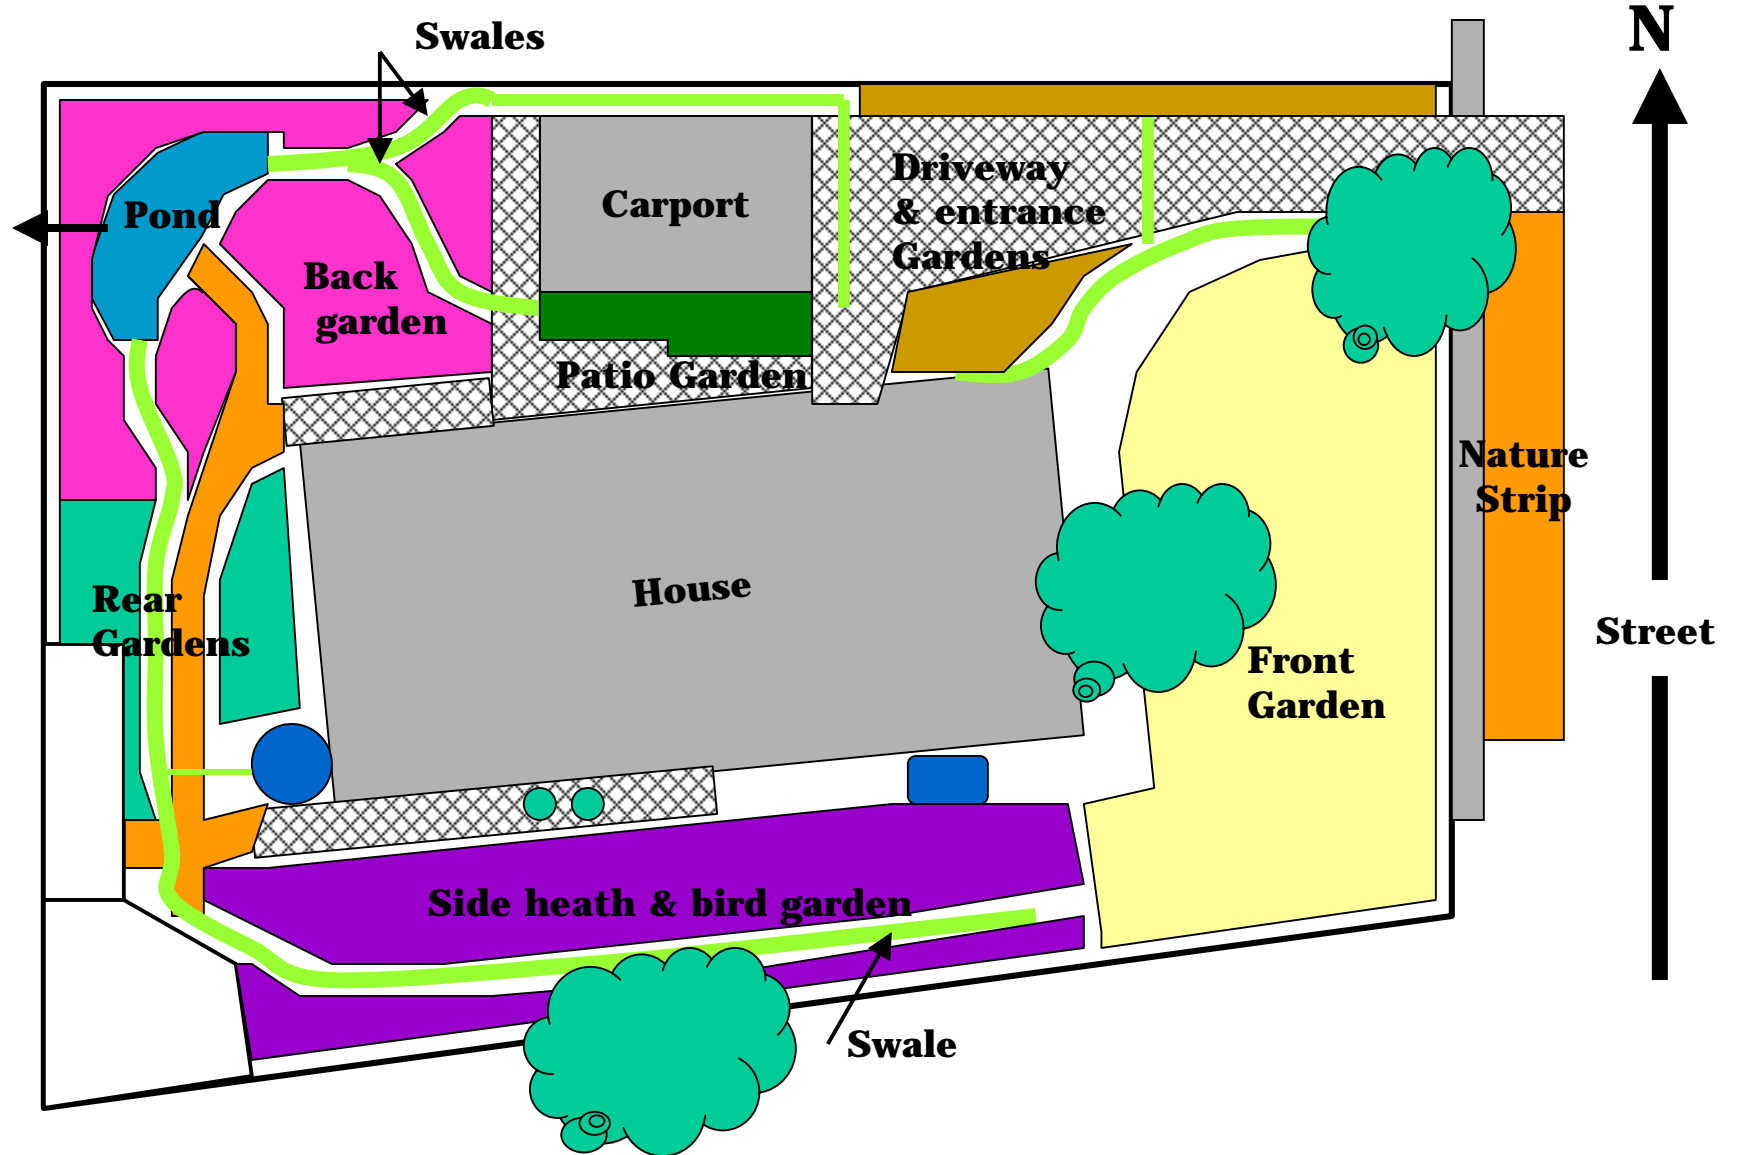 Swales
N
Driveway
& entrance
Gardens
Carport
Pond
Back
garden
Patio Garden
Nature
Strip
House
Rear
Gardens
Street
Front
Garden
Side heath & bird garden
Swale